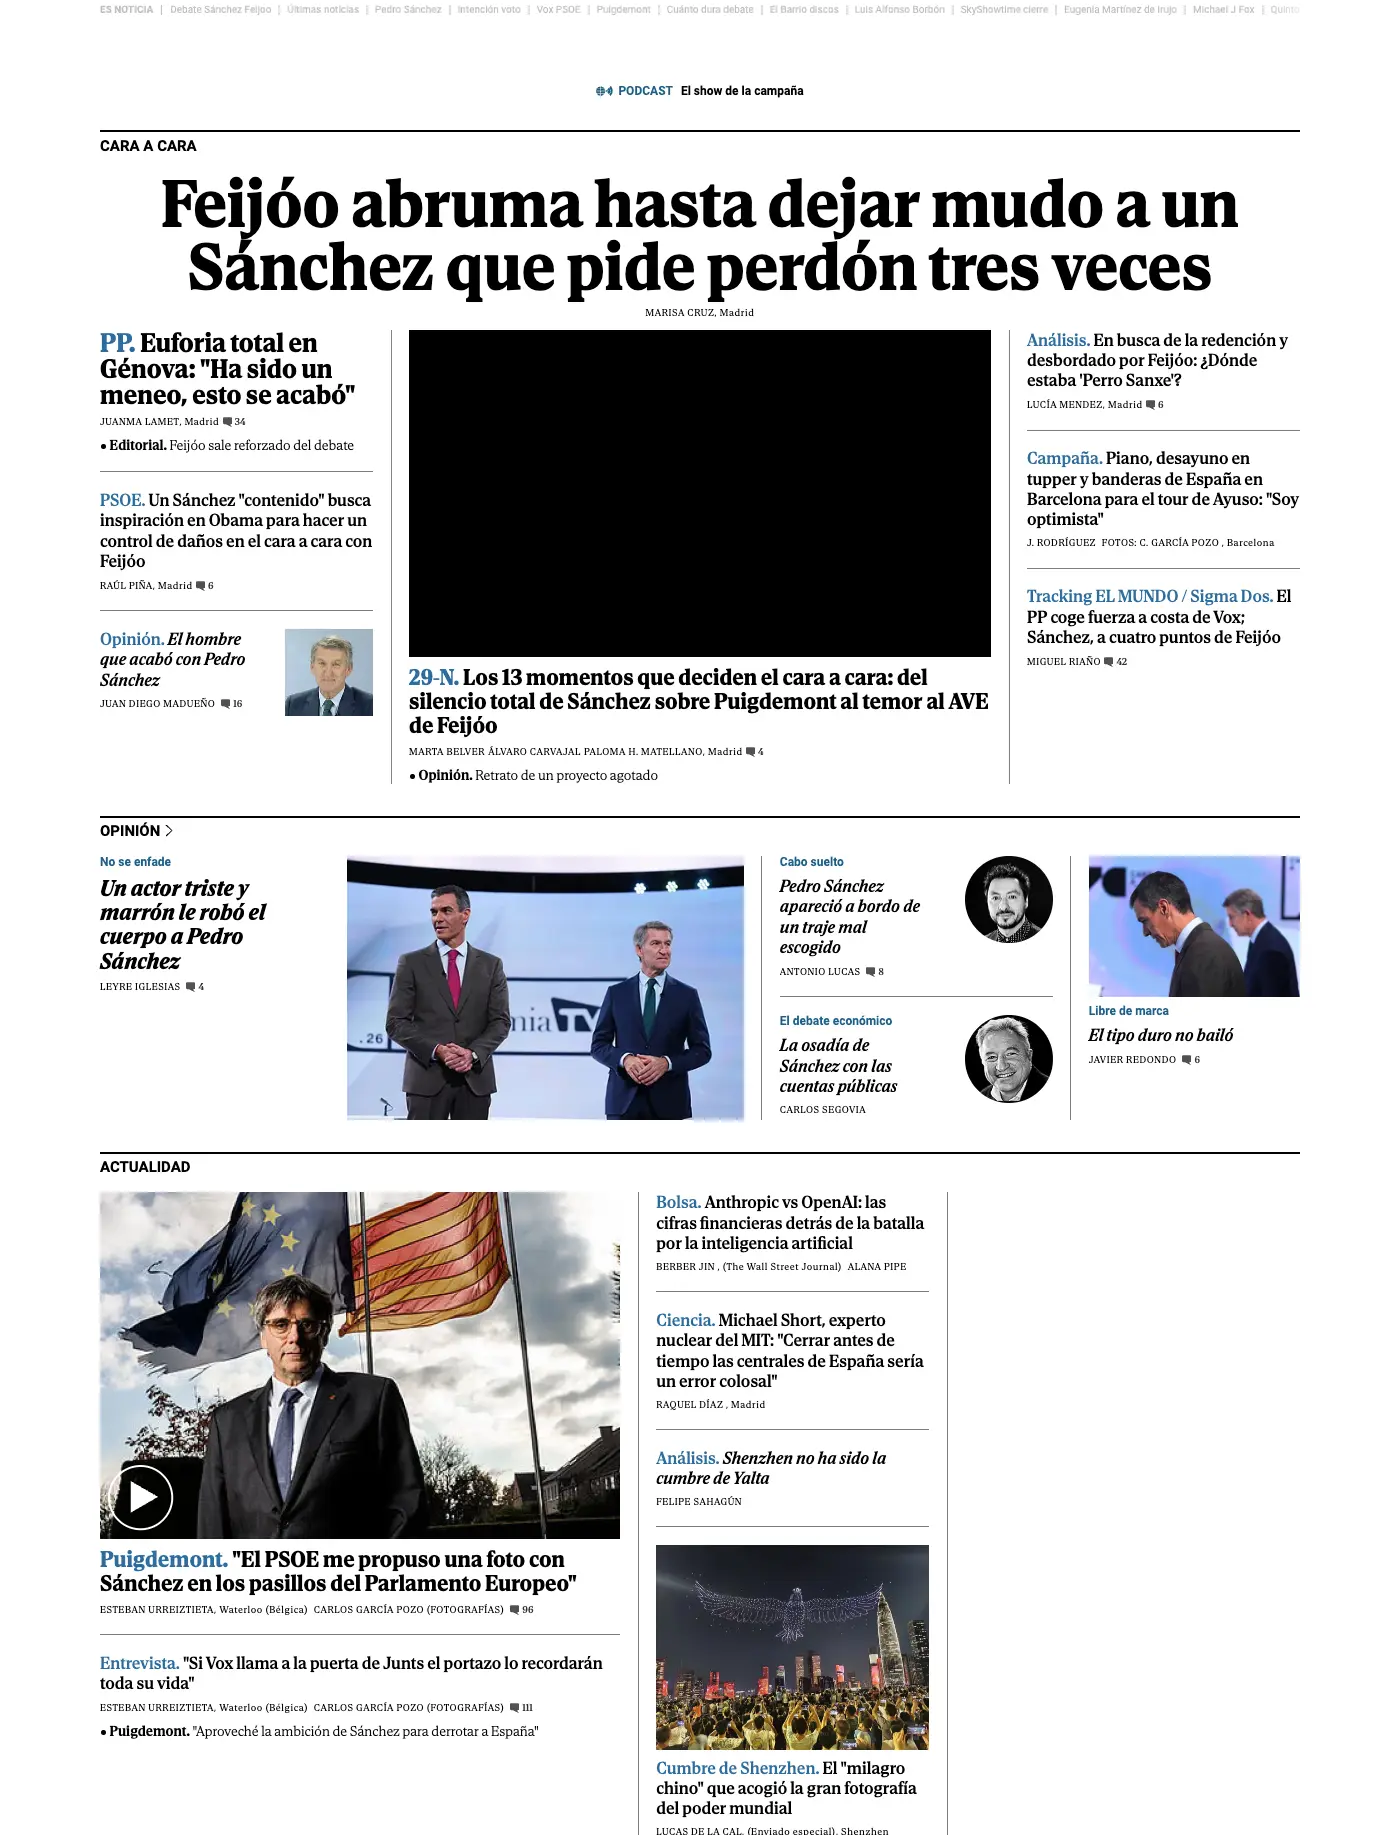 ES NOTICIA | Debate Sánchez Feijoo | Últimas noticias | Pedro Sánchez | Intención voto | Vox PSOE | Puigdemont | Cuánto dura debate | El Barrio discos | Luis Alfonso Borbón | SkyShowtime cierre | Eugenia Martínez de Irujo | Michael J Fox | Quinto
PODCAST El show de la campaña
CARA A CARA
Feijóo abruma hasta dejar mudo a un
Sánchez que pide perdón tres veces
MARISA CRUZ, Madrid
PP. Euforia total en
Génova: "Ha sido un
meneo, esto se acabó"
JUANMA LAMET, Madrid 34
• Editorial. Feijóo sale reforzado del debate
PSOE. Un Sánchez "contenido" busca
inspiración en Obama para hacer un
control de daños en el cara a cara con
Feijóo
RAÚL PIÑA, Madrid 6
Opinión. El hombre
que acabó con Pedro
Sánchez
JUAN DIEGO MADUEÑO 16
29-N. Los 13 momentos que deciden el cara a cara: del
silencio total de Sánchez sobre Puigdemont al temor al AVE
de Feijóo
MARTA BELVER ÁLVARO CARVAJAL PALOMA H. MATELLANO, Madrid 4
• Opinión. Retrato de un proyecto agotado
Análisis. En busca de la redención y
desbordado por Feijóo: ¿Dónde
estaba 'Perro Sanxe'?
LUCÍA MENDEZ, Madrid 6
Campaña. Piano, desayuno en
tupper y banderas de España en
Barcelona para el tour de Ayuso: "Soy
optimista"
J. RODRÍGUEZ FOTOS: C. GARCÍA POZO , Barcelona
Tracking EL MUNDO / Sigma Dos. El
PP coge fuerza a costa de Vox;
Sánchez, a cuatro puntos de Feijóo
MIGUEL RIAÑO 42
OPINIÓN >
No se enfade
Un actor triste y
marrón le robó el
cuerpo a Pedro
Sánchez
LEYRE IGLESIAS 4
nia TV
.26
Cabo suelto
Pedro Sánchez
apareció a bordo de
un traje mal
escogido
ANTONIO LUCAS 8
El debate económico
La osadía de
Sánchez con las
cuentas públicas
CARLOS SEGOVIA
Libre de marca
El tipo duro no bailó
JAVIER REDONDO 6
ACTUALIDAD
Puigdemont. "El PSOE me propuso una foto con
Sánchez en los pasillos del Parlamento Europeo"
ESTEBAN URREIZTIETA, Waterloo (Bélgica) CARLOS GARCÍA POZO (FOTOGRAFÍAS) 96
Entrevista. "Si Vox llama a la puerta de Junts el portazo lo recordarán
toda su vida"
ESTEBAN URREIZTIETA, Waterloo (Bélgica) CARLOS GARCÍA POZO (FOTOGRAFÍAS) 111
• Puigdemont. "Aproveché la ambición de Sánchez para derrotar a España"
Bolsa. Anthropic vs OpenAI: las
cifras financieras detrás de la batalla
por la inteligencia artificial
BERBER JIN , (The Wall Street Journal) ALANA PIPE
Ciencia. Michael Short, experto
nuclear del MIT: "Cerrar antes de
tiempo las centrales de España sería
un error colosal"
RAQUEL DÍAZ , Madrid
Análisis. Shenzhen no ha sido la
cumbre de Yalta
FELIPE SAHAGÚN
Cumbre de Shenzhen. El "milagro
chino" que acogió la gran fotografía
del poder mundial
LUCAS DE LA CAL, (Enviado especial), Shenzhen